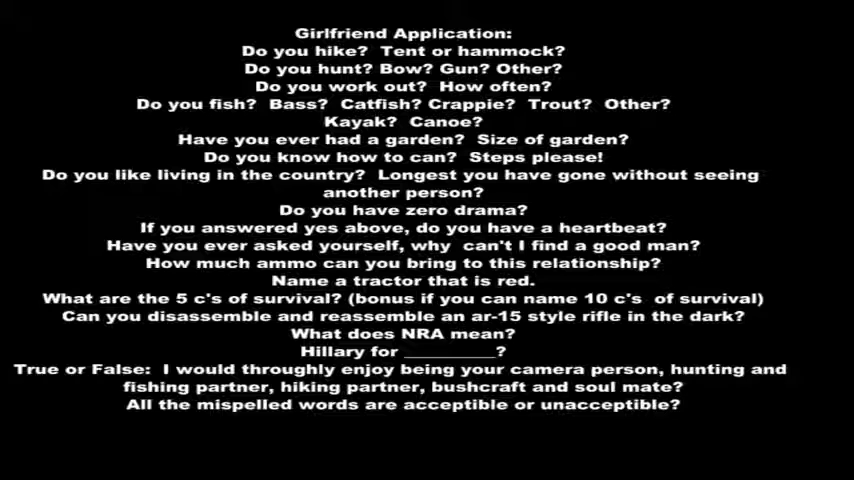 Girlfriend Application:
Do you hike? Tent or hammock?
Do you hunt? Bow? Gun? Other?
Do you work out? How often?
Do you fish? Bass? Catfish? Crappie? Trout? Other?
Kayak? Canoe?
Have you ever had a garden? Size of garden?
Do you know how to can? Steps please!
Do you like living in the country? Longest you have gone without seeing
another person?
Do you have zero drama?
If you answered yes above, do you have a heartbeat?
Have you ever asked yourself, why can't I find a good man?
How much ammo can you bring to this relationship?
Name a tractor that is red.
What are the 5 c's of survival? (bonus if you can name 10 c's of survival)
Can you disassemble and reassemble an ar-15 style rifle in the dark?
What does NRA mean?
Hillary for __________?
True or False: I would throughly enjoy being your camera person, hunting and
fishing partner, hiking partner, bushcraft and soul mate?
All the mispelled words are acceptible or unacceptible?